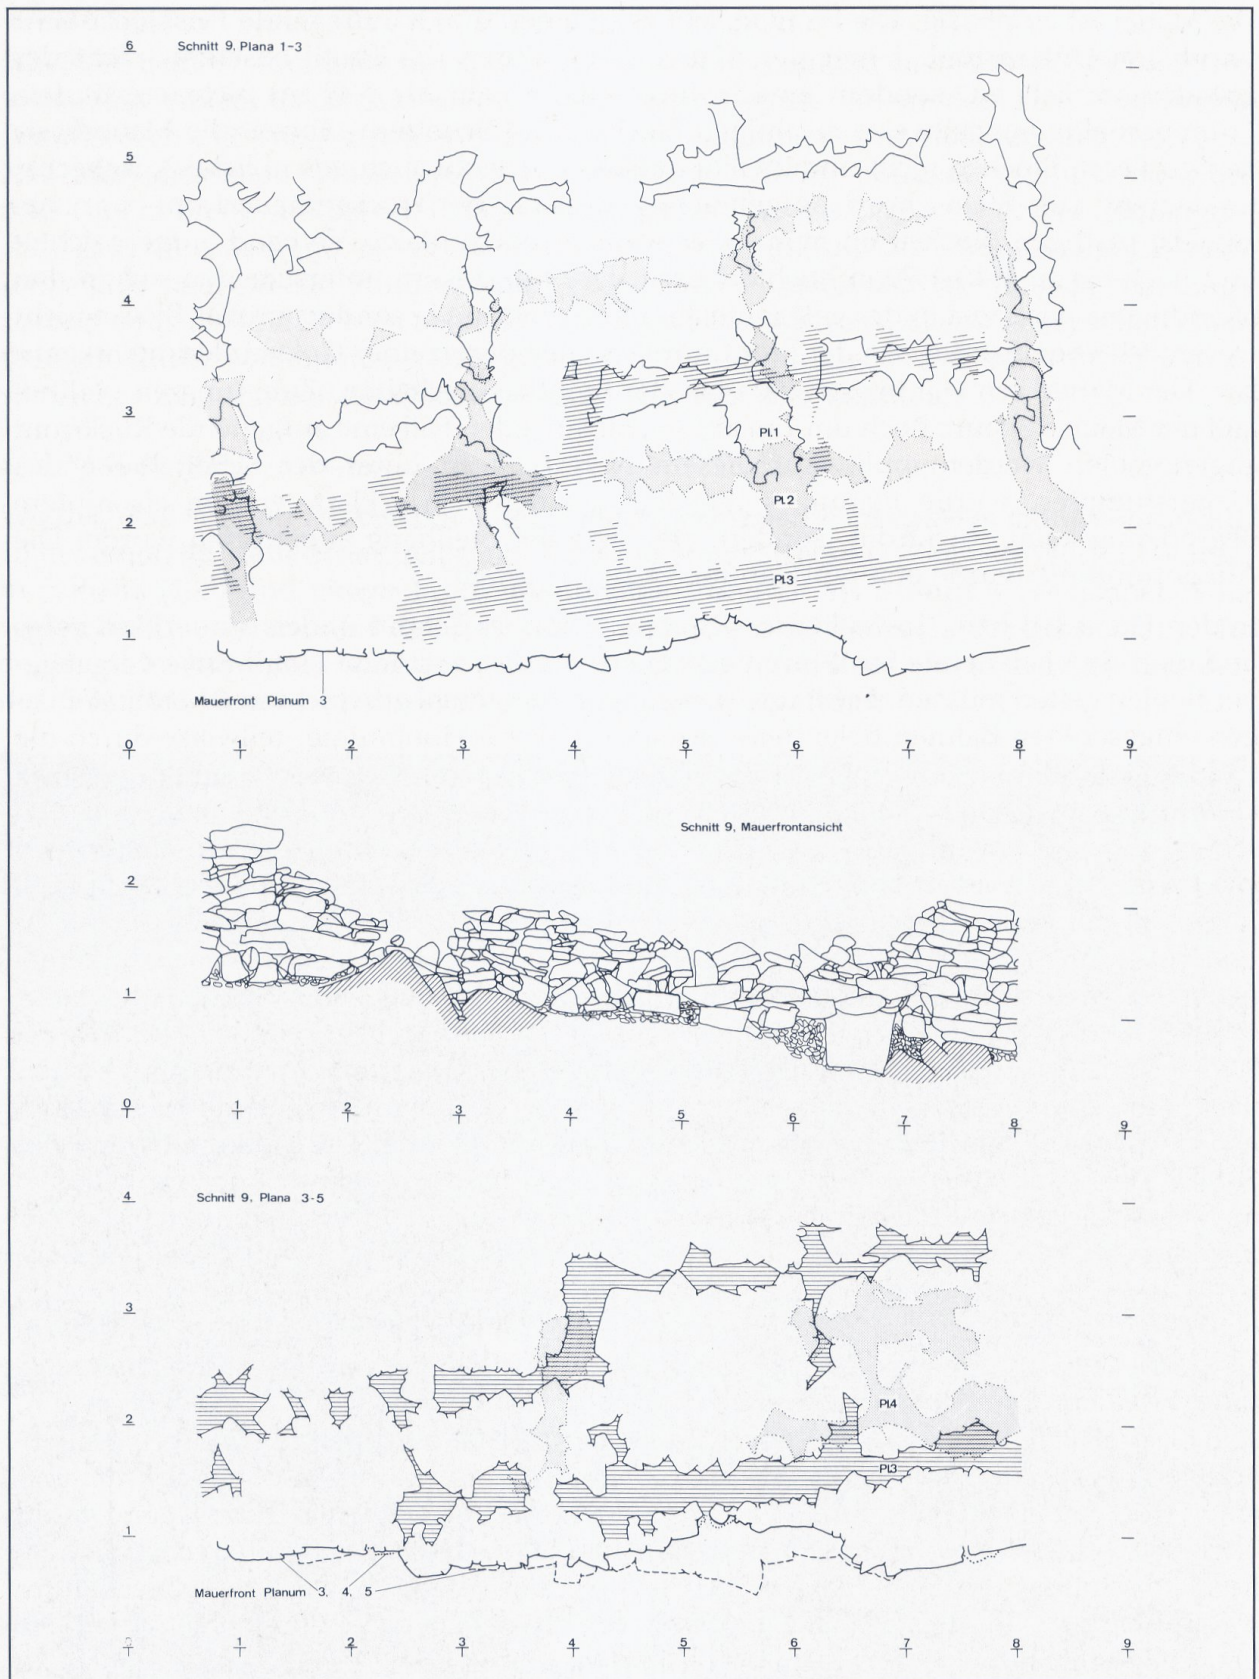 6
Schnitt 9, Plana 1-3
5
4
3
Pl.1
Pl.2
2
Pl.3
1
Mauerfront Planum 3
0 1 2 3 4 5 6 7 8 9
Schnitt 9, Mauerfrontansicht
2
1
0 1 2 3 4 5 6 7 8 9
4
Schnitt 9, Plana 3-5
3
Pl.4
2
Pl.3
1
Mauerfront Planum 3, 4, 5
0 1 2 3 4 5 6 7 8 9